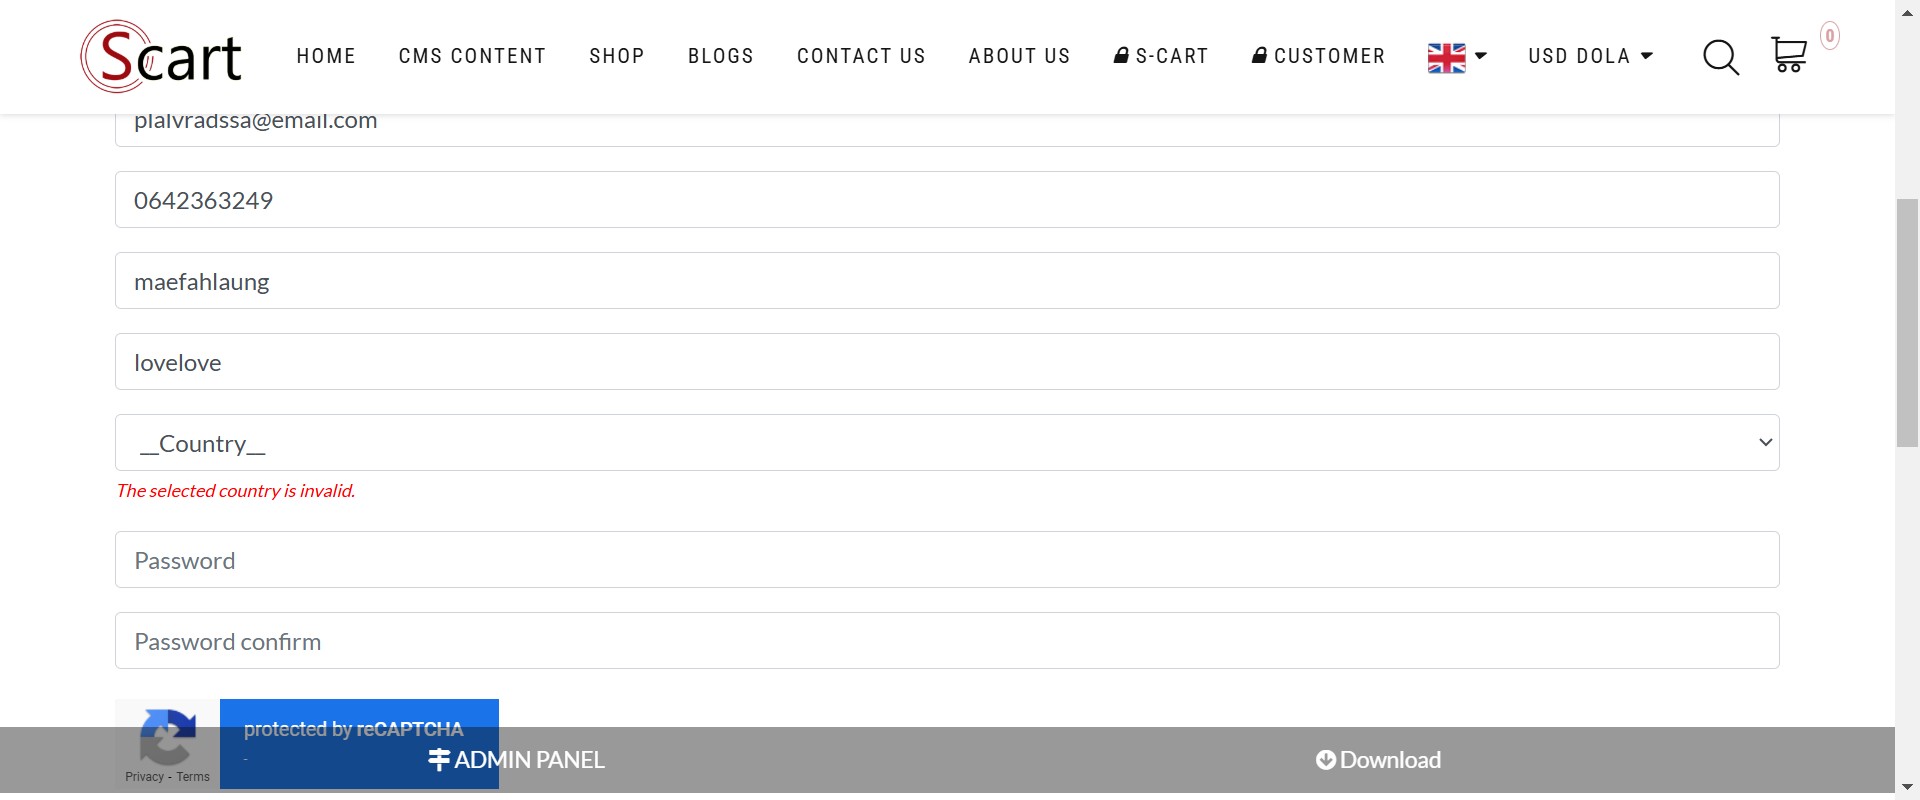 Scart
HOME
CMS CONTENT
SHOP
BLOGS
CONTACT US
ABOUT US
S-CART
CUSTOMER
USD DOLA
0
plalvradssa@email.com
0642363249
maefahlaung
lovelove
__Country__
The selected country is invalid.
Password
Password confirm
protected by reCAPTCHA
-
Privacy - Terms
ADMIN PANEL
Download